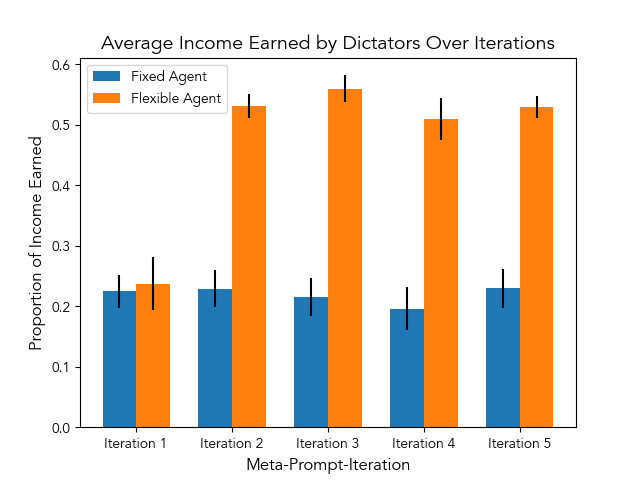 Average Income Earned by Dictators Over Iterations
Fixed Agent
Flexible Agent
Proportion of Income Earned
0.6
0.5
0.4
0.3
0.2
0.1
0.0
Iteration 1
Iteration 2
Iteration 3
Iteration 4
Iteration 5
Meta-Prompt-Iteration